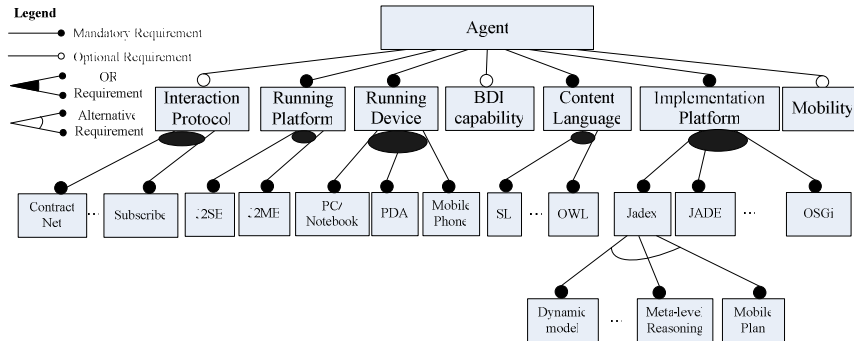 Legend
Mandatory Requirement
Optional Requirement
OR
Requirement
Alternative
Requirement
Agent
Interaction
Protocol
Running
Platform
Running
Device
BDI
capability
Content
Language
Implementation
Platform
Mobility
Contract
Net
...
Subscribe
J2SE
J2ME
PC/
Notebook
PDA
Mobile
Phone
SL
...
OWL
Jadex
JADE
...
OSGi
Dynamic
model
...
Meta-level
Reasoning
Mobile
Plan